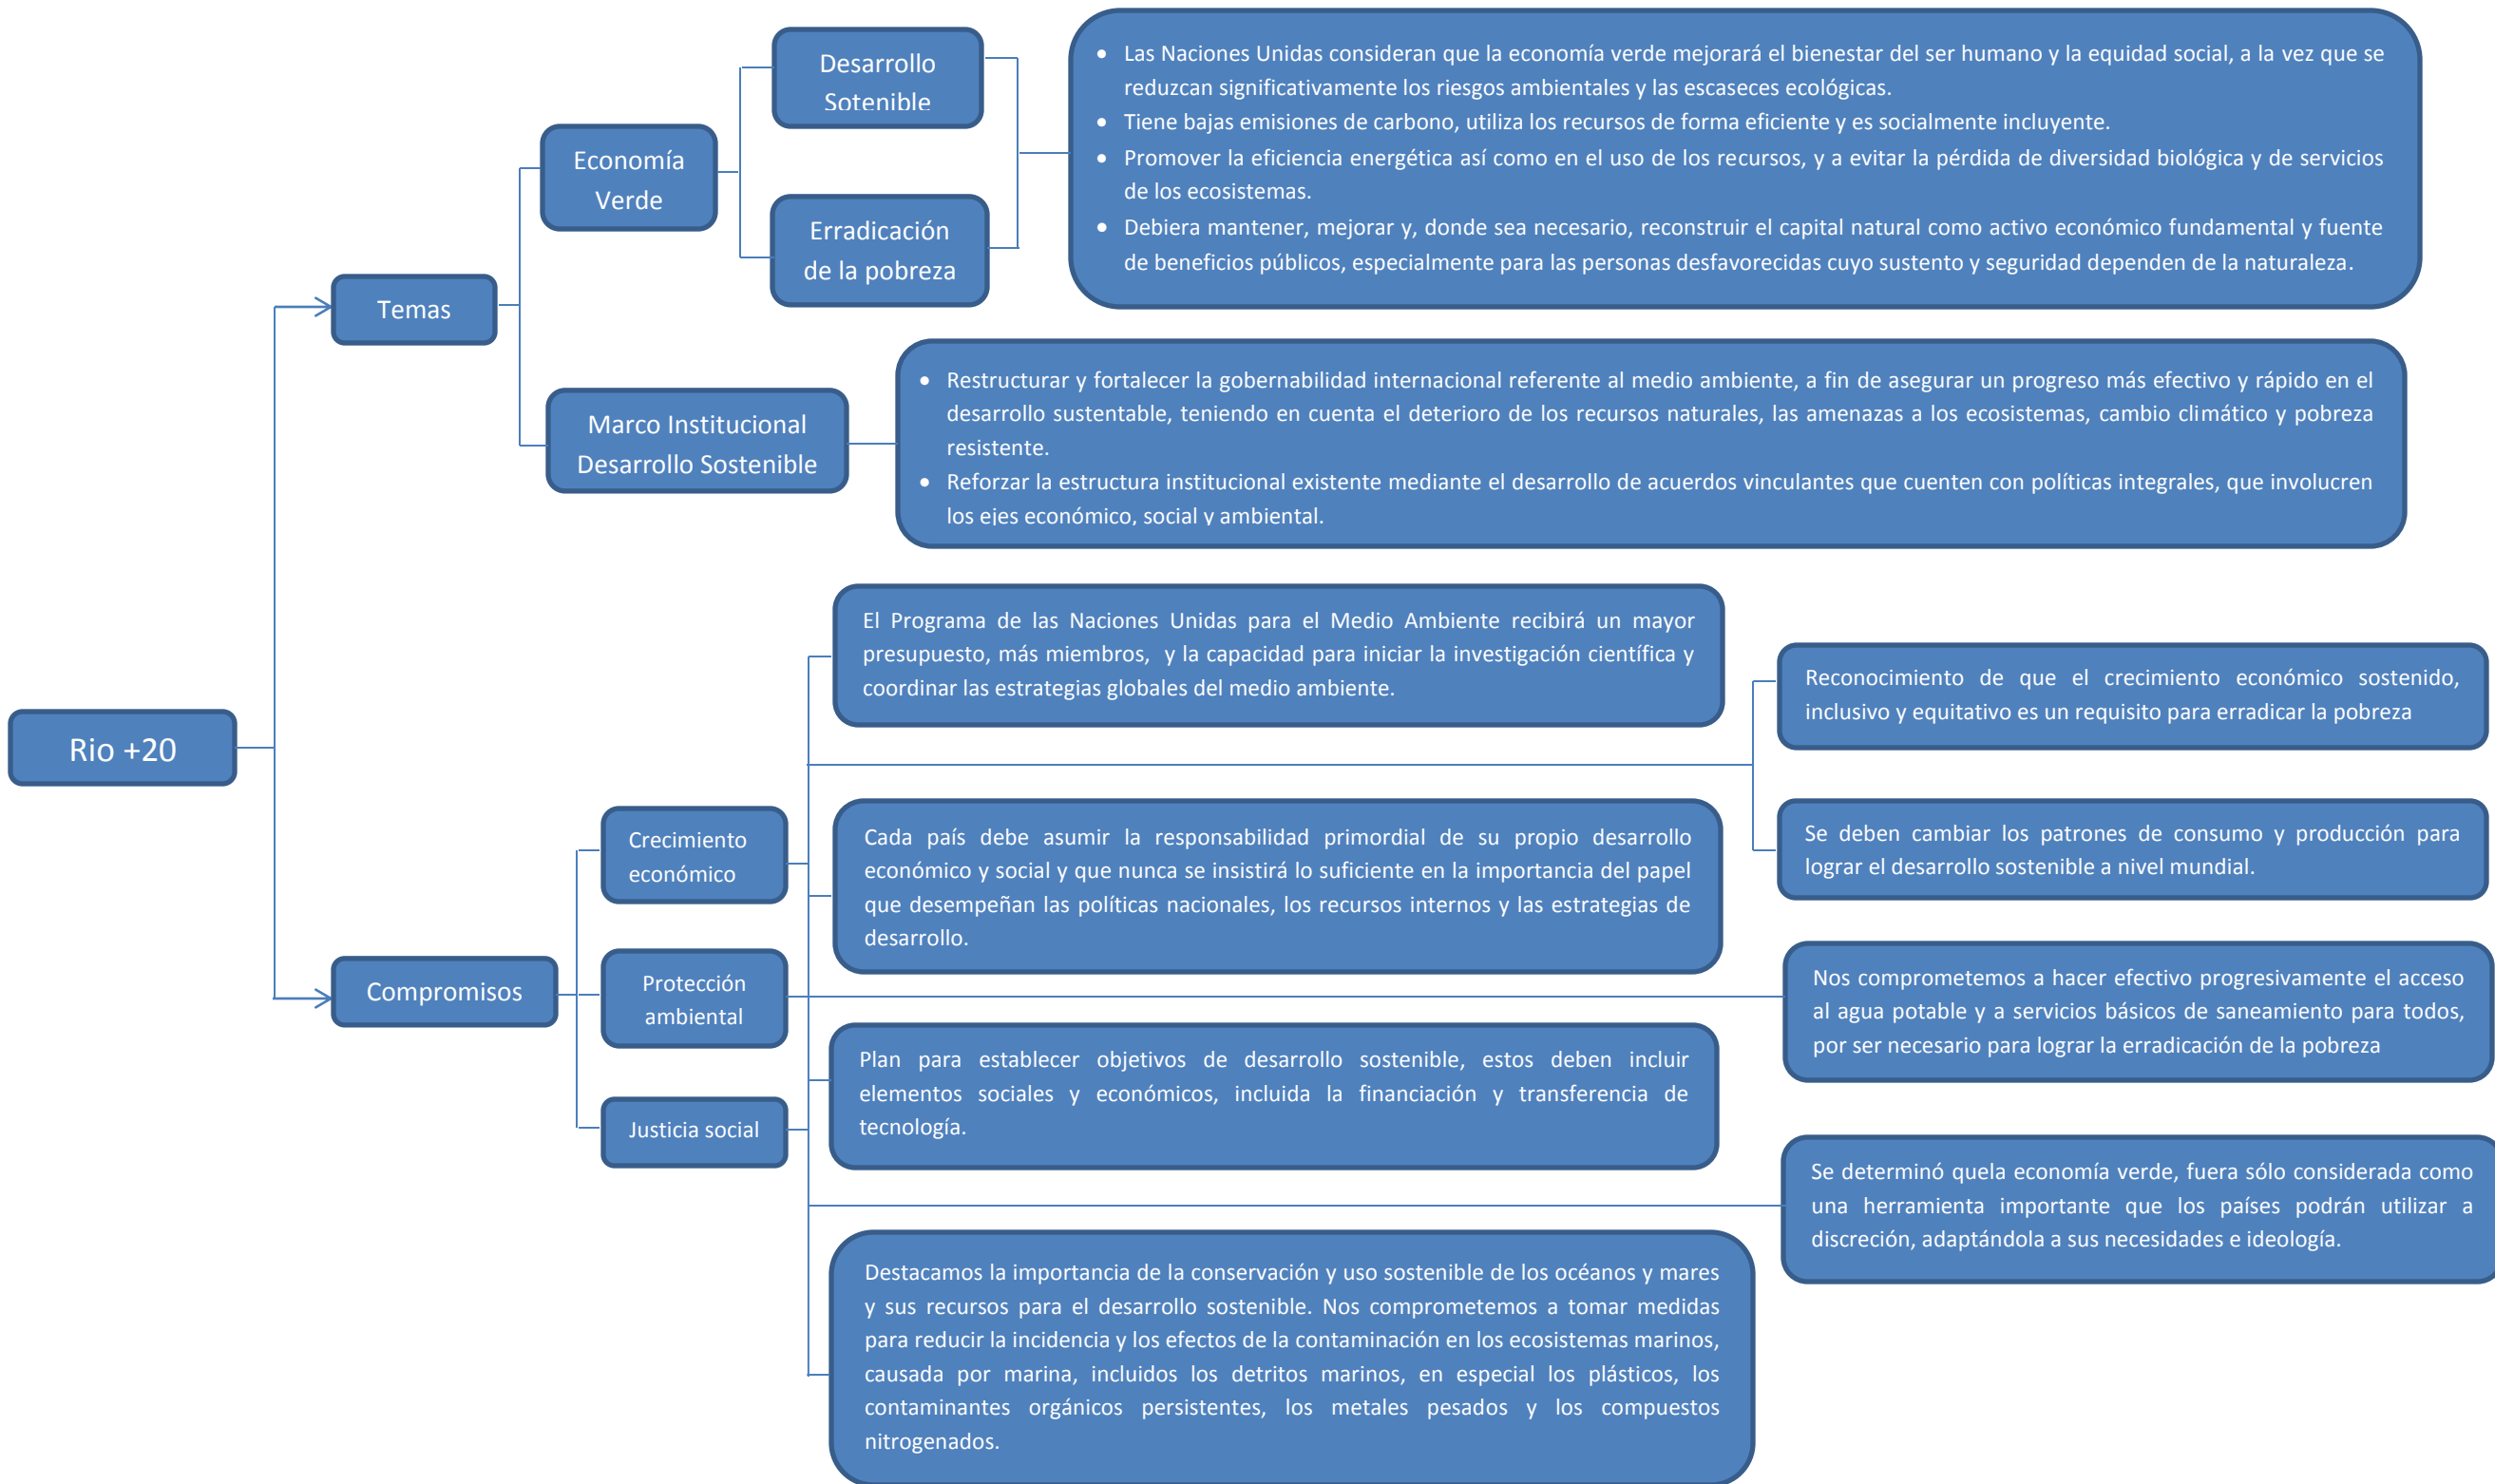 Rio +20
Temas
Economía
Verde
Desarrollo
Sotenible
Erradicación
de la pobreza
• Las Naciones Unidas consideran que la economía verde mejorará el bienestar del ser humano y la equidad social, a la vez que se
reduzcan significativamente los riesgos ambientales y las escaseces ecológicas.
• Tiene bajas emisiones de carbono, utiliza los recursos de forma eficiente y es socialmente incluyente.
• Promover la eficiencia energética así como en el uso de los recursos, y a evitar la pérdida de diversidad biológica y de servicios
de los ecosistemas.
• Debiera mantener, mejorar y, donde sea necesario, reconstruir el capital natural como activo económico fundamental y fuente
de beneficios públicos, especialmente para las personas desfavorecidas cuyo sustento y seguridad dependen de la naturaleza.
Marco Institucional
Desarrollo Sostenible
• Restructurar y fortalecer la gobernabilidad internacional referente al medio ambiente, a fin de asegurar un progreso más efectivo y rápido en el
desarrollo sustentable, teniendo en cuenta el deterioro de los recursos naturales, las amenazas a los ecosistemas, cambio climático y pobreza
resistente.
• Reforzar la estructura institucional existente mediante el desarrollo de acuerdos vinculantes que cuenten con políticas integrales, que involucren
los ejes económico, social y ambiental.
Compromisos
Crecimiento
económico
Protección
ambiental
Justicia social
El Programa de las Naciones Unidas para el Medio Ambiente recibirá un mayor
presupuesto, más miembros, y la capacidad para iniciar la investigación científica y
coordinar las estrategias globales del medio ambiente.
Reconocimiento de que el crecimiento económico sostenido,
inclusivo y equitativo es un requisito para erradicar la pobreza
Se deben cambiar los patrones de consumo y producción para
lograr el desarrollo sostenible a nivel mundial.
Cada país debe asumir la responsabilidad primordial de su propio desarrollo
económico y social y que nunca se insistirá lo suficiente en la importancia del papel
que desempeñan las políticas nacionales, los recursos internos y las estrategias de
desarrollo.
Nos comprometemos a hacer efectivo progresivamente el acceso
al agua potable y a servicios básicos de saneamiento para todos,
por ser necesario para lograr la erradicación de la pobreza
Plan para establecer objetivos de desarrollo sostenible, estos deben incluir
elementos sociales y económicos, incluida la financiación y transferencia de
tecnología.
Se determinó quela economía verde, fuera sólo considerada como
una herramienta importante que los países podrán utilizar a
discreción, adaptándola a sus necesidades e ideología.
Destacamos la importancia de la conservación y uso sostenible de los océanos y mares
y sus recursos para el desarrollo sostenible. Nos comprometemos a tomar medidas
para reducir la incidencia y los efectos de la contaminación en los ecosistemas marinos,
causada por marina, incluidos los detritos marinos, en especial los plásticos, los
contaminantes orgánicos persistentes, los metales pesados y los compuestos
nitrogenados.